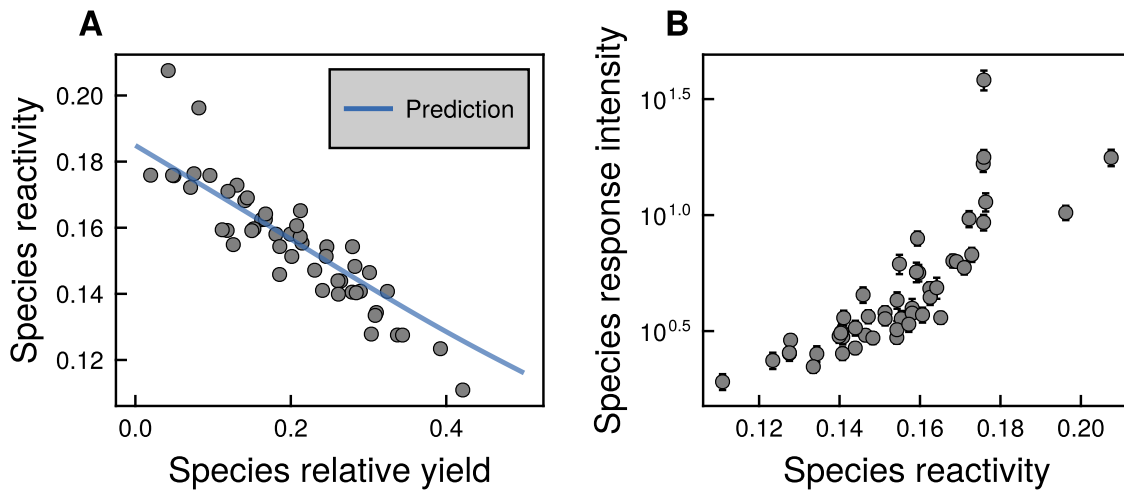 A
Species reactivity
0.20
0.18
0.16
0.14
0.12
Prediction
0.0
0.2
0.4
Species relative yield
B
Species response intensity
10^1.5
10^1.0
10^0.5
0.12
0.14
0.16
0.18
0.20
Species reactivity